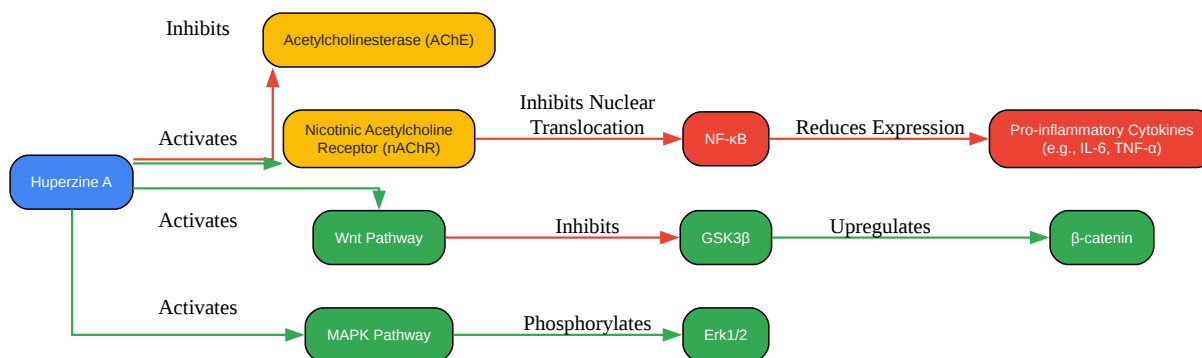 Inhibits
Acetylcholinesterase (AChE)
Activates
Nicotinic Acetylcholine
Receptor (nAChR)
Inhibits Nuclear
Translocation
NF-κB
Reduces Expression
Pro-inflammatory Cytokines
(e.g., IL-6, TNF-α)
Huperzine A
Activates
Wnt Pathway
Inhibits
GSK3β
Upregulates
β-catenin
Activates
MAPK Pathway
Phosphorylates
Erk1/2